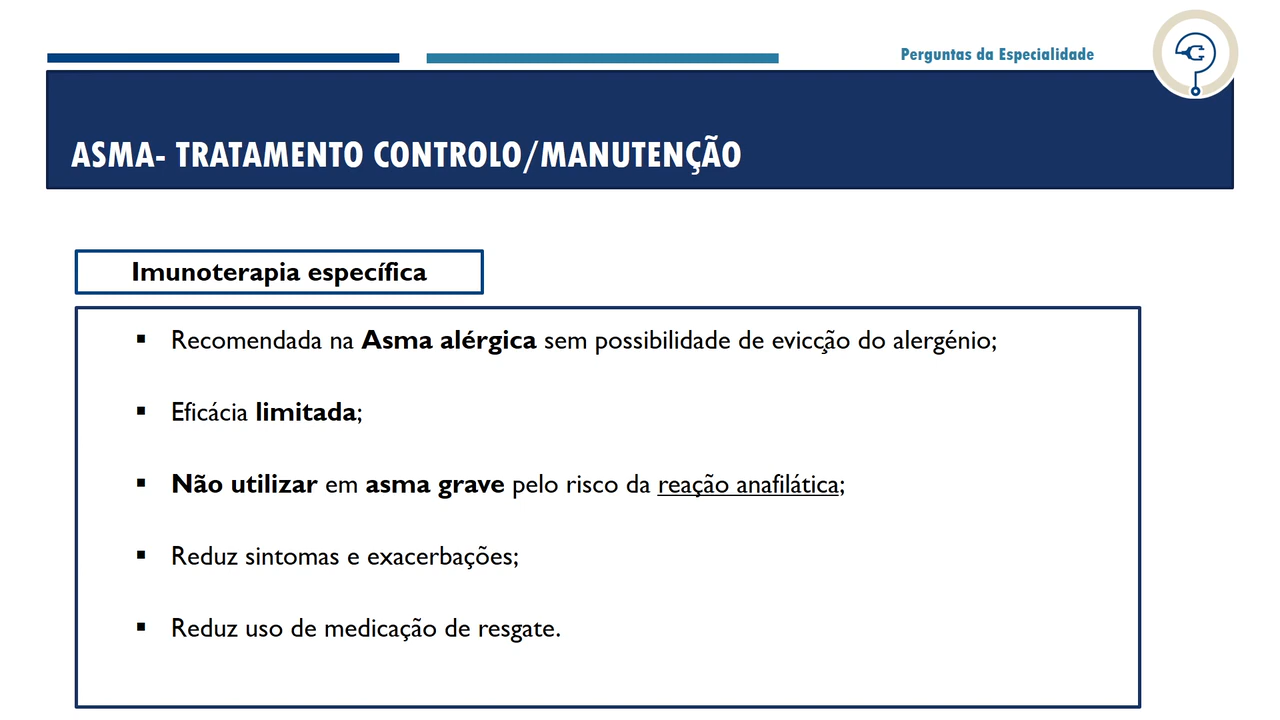 Perguntas da Especialidade
ASMA- TRATAMENTO CONTROLO/MANUTENÇÃO
Imunoterapia específica
▪ Recomendada na Asma alérgica sem possibilidade de evicção do alergénio;
▪ Eficácia limitada;
▪ Não utilizar em asma grave pelo risco da reação anafilática;
▪ Reduz sintomas e exacerbações;
▪ Reduz uso de medicação de resgate.